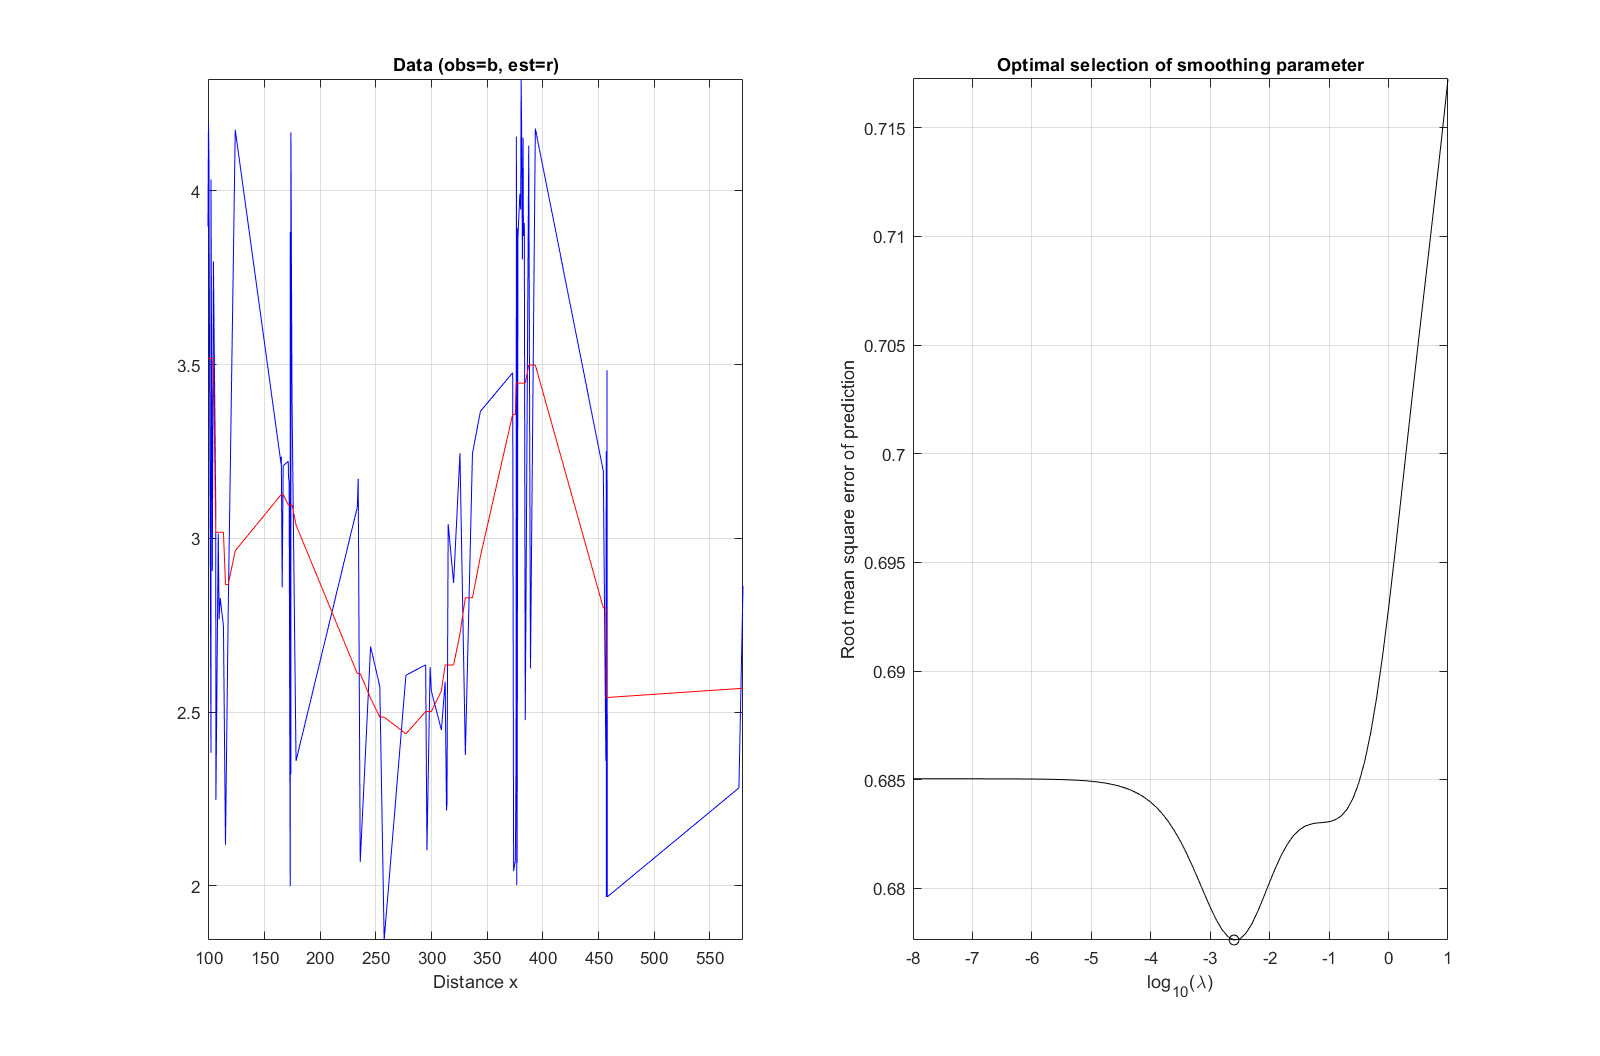 Data (obs=b, est=r)
4
3.5
3
2.5
2
100 150 200 250 300 350 400 450 500 550
Distance x
Optimal selection of smoothing parameter
Root mean square error of prediction
0.715
0.71
0.705
0.7
0.695
0.69
0.685
0.68
-8 -7 -6 -5 -4 -3 -2 -1 0 1
log10(λ)